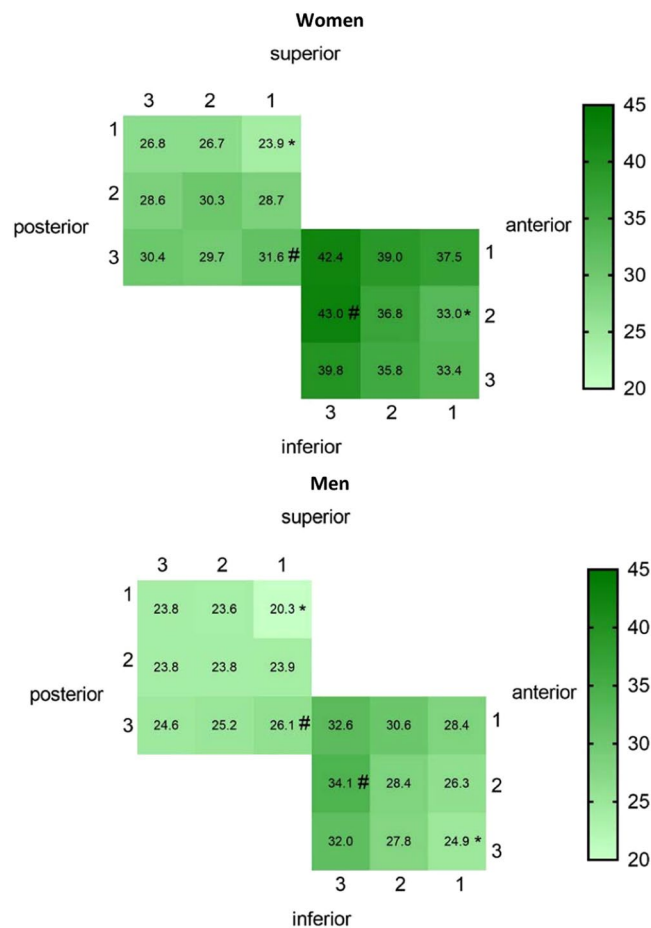 Women
superior
3 2 1
45
1 26.8 26.7 23.9 *
40
2 28.6 30.3 28.7
35
posterior anterior
3 30.4 29.7 31.6 # 42.4 39.0 37.5 1
30
43.0 # 36.8 33.0 * 2
25
39.8 35.8 33.4 3
20
3 2 1
inferior
Men
superior
3 2 1
45
1 23.8 23.6 20.3 *
40
2 23.8 23.8 23.9
35
posterior anterior
3 24.6 25.2 26.1 # 32.6 30.6 28.4 1
30
34.1 # 28.4 26.3 2
25
32.0 27.8 24.9 * 3
20
3 2 1
inferior